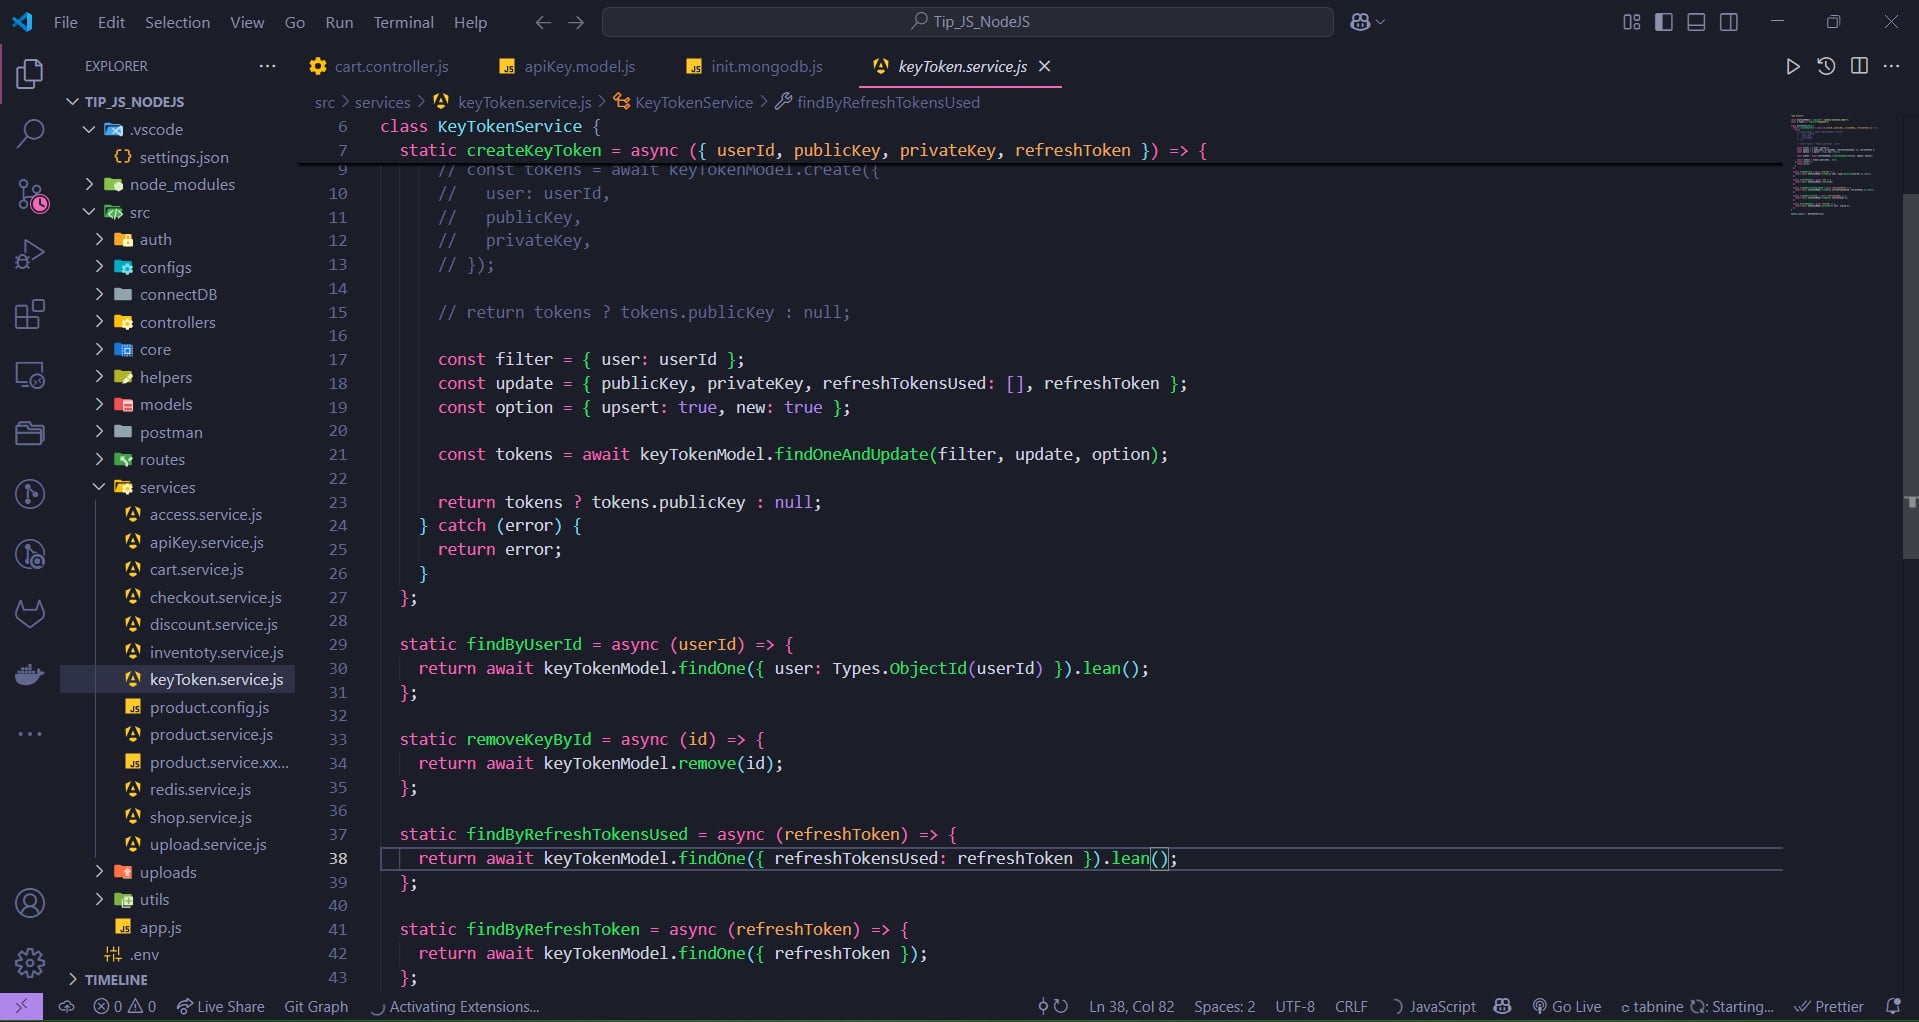 File Edit Selection View Go Run Terminal Help
Tip_JS_NodeJS
EXPLORER
TIP_JS_NODEJS
.vscode
settings.json
node_modules
src
auth
configs
connectDB
controllers
core
helpers
models
postman
routes
services
access.service.js
apiKey.service.js
cart.service.js
checkout.service.js
discount.service.js
inventoty.service.js
keyToken.service.js
product.config.js
product.service.js
product.service.xx...
redis.service.js
shop.service.js
upload.service.js
uploads
utils
app.js
.env
TIMELINE
cart.controller.js apiKey.model.js init.mongodb.js keyToken.service.js
src > services > keyToken.service.js > KeyTokenService > findByRefreshTokensUsed
6 class KeyTokenService {
7 static createKeyToken = async ({ userId, publicKey, privateKey, refreshToken }) => {
9 // const tokens = await keyTokenModel.create({
10 //   user: userId,
11 //   publicKey,
12 //   privateKey,
13 // });
14
15 // return tokens ? tokens.publicKey : null;
16
17 const filter = { user: userId };
18 const update = { publicKey, privateKey, refreshTokensUsed: [], refreshToken };
19 const option = { upsert: true, new: true };
20
21 const tokens = await keyTokenModel.findOneAndUpdate(filter, update, option);
22
23 return tokens ? tokens.publicKey : null;
24 } catch (error) {
25 return error;
26 }
27 };
28
29 static findByUserId = async (userId) => {
30 return await keyTokenModel.findOne({ user: Types.ObjectId(userId) }).lean();
31 };
32
33 static removeKeyById = async (id) => {
34 return await keyTokenModel.remove(id);
35 };
36
37 static findByRefreshTokensUsed = async (refreshToken) => {
38 return await keyTokenModel.findOne({ refreshTokensUsed: refreshToken }).lean();
39 };
40
41 static findByRefreshToken = async (refreshToken) => {
42 return await keyTokenModel.findOne({ refreshToken });
43 };
0 0 Live Share Git Graph Activating Extensions... Ln 38, Col 82 Spaces: 2 UTF-8 CRLF JavaScript Go Live tabnine : Starting... Prettier